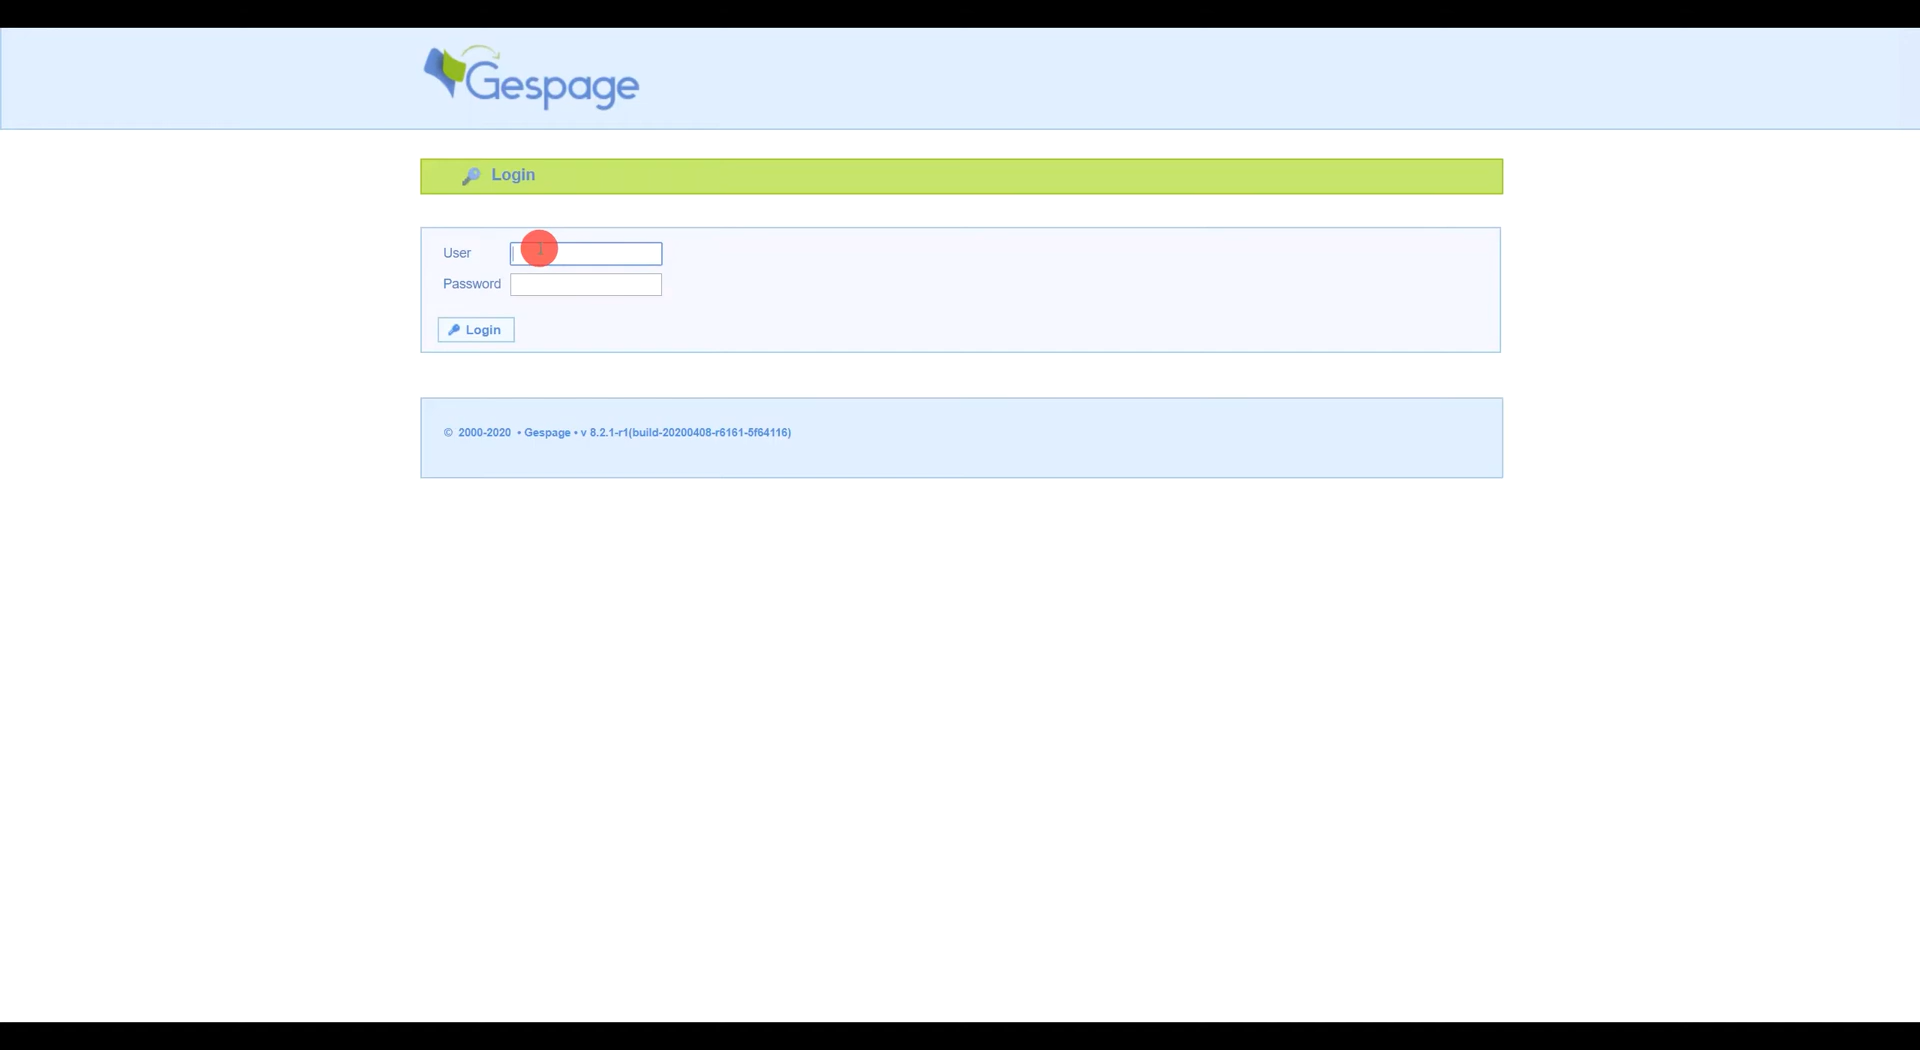 Gespage
Login
User
Password
Login
© 2000-2020 • Gespage • v 8.2.1-r1(build-20200408-r6161-5f64116)